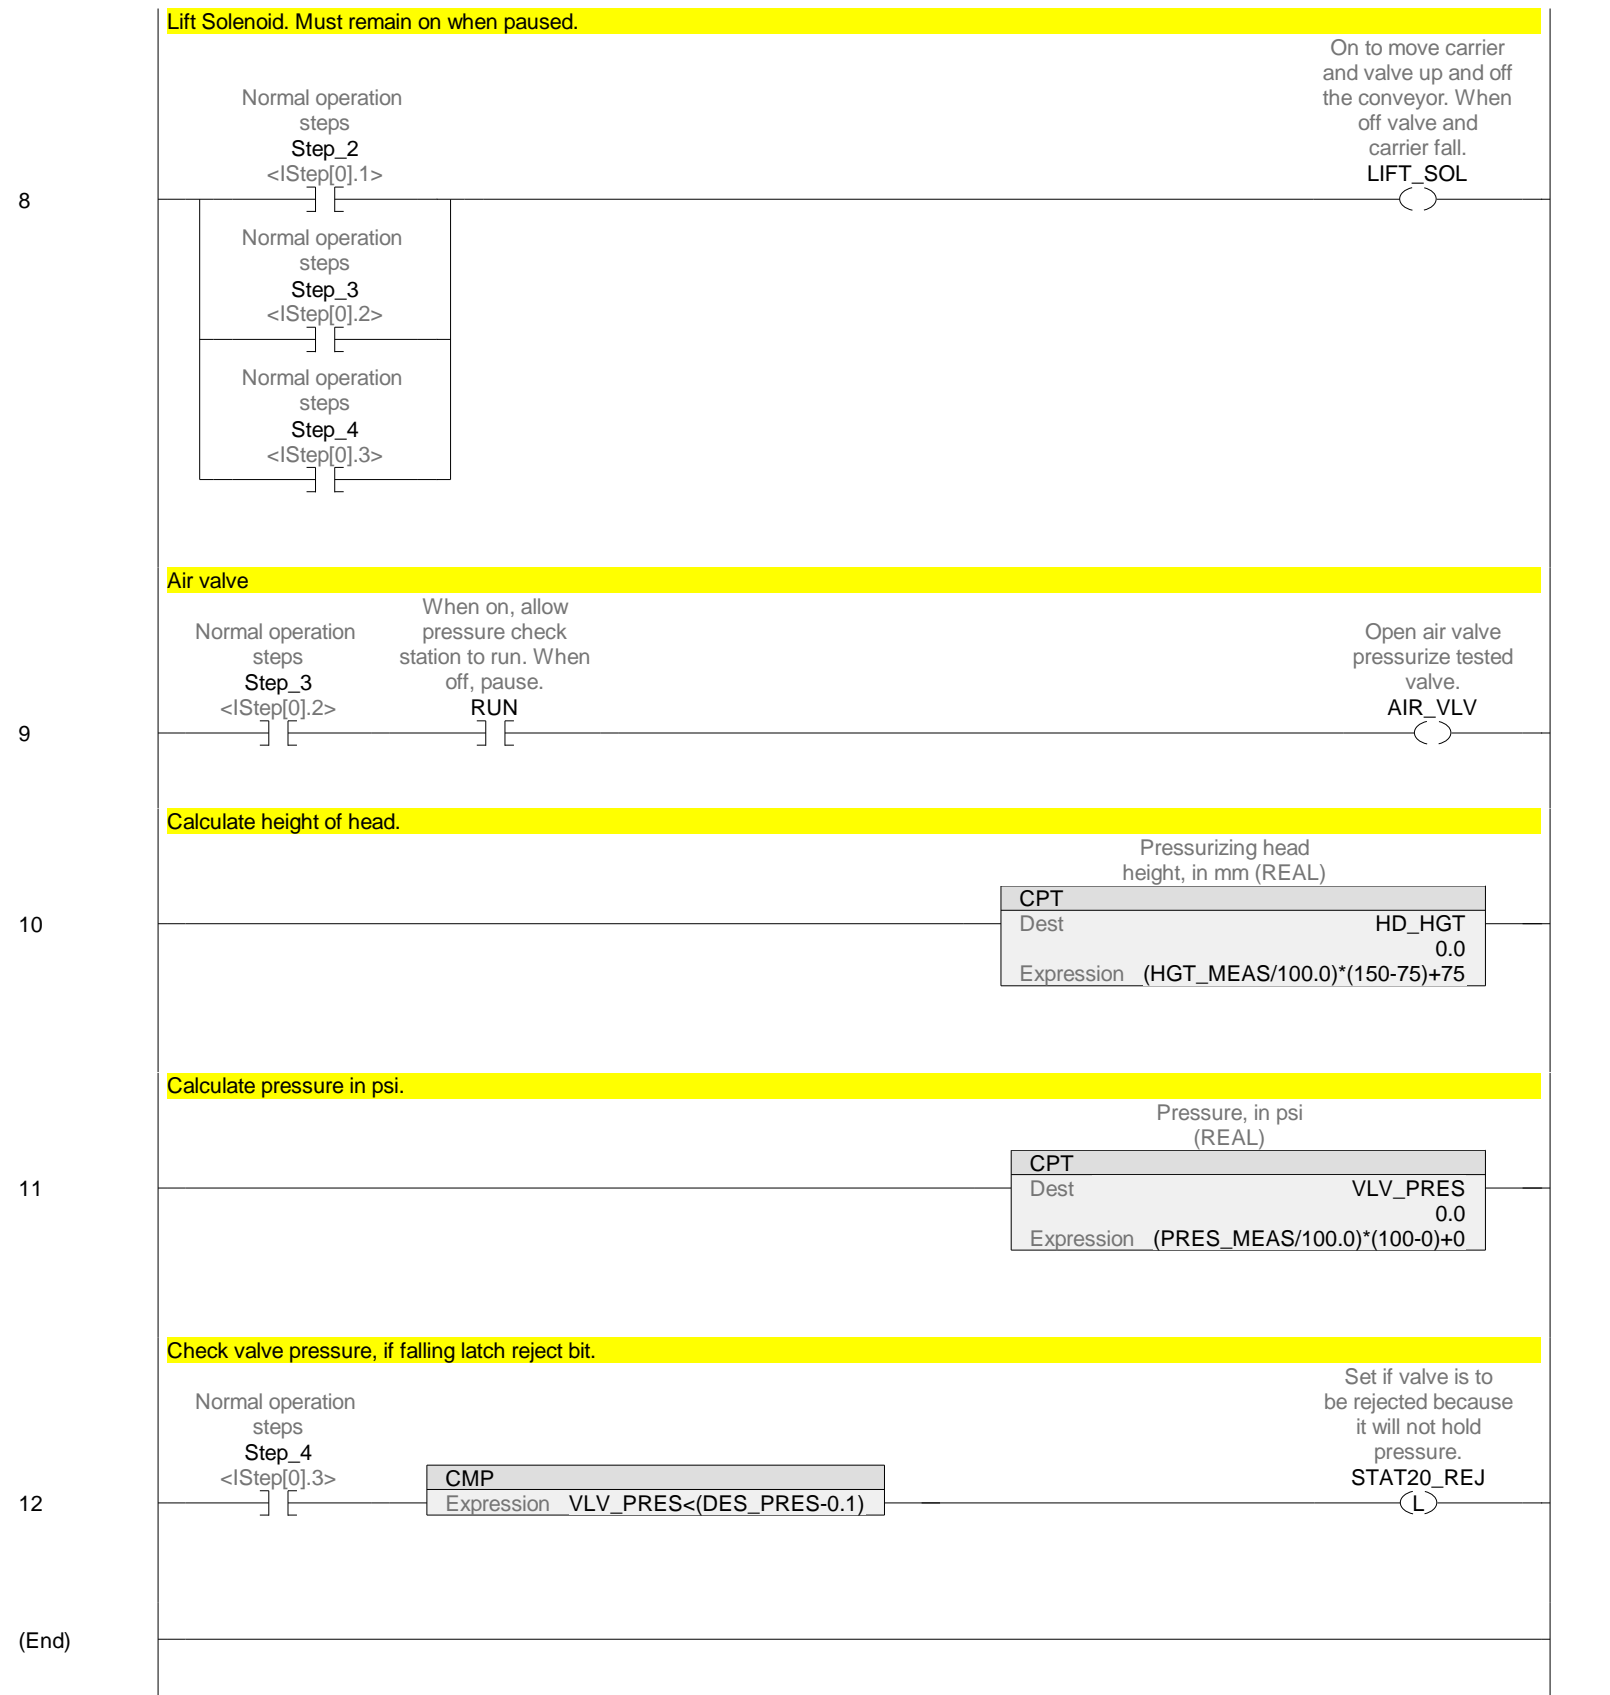 Lift Solenoid. Must remain on when paused.
On to move carrier
and valve up and off
the conveyor. When
off valve and
carrier fall.
LIFT_SOL
Normal operation
steps
Step_2
<IStep[0].1>
8
Normal operation
steps
Step_3
<IStep[0].2>
Normal operation
steps
Step_4
<IStep[0].3>
Air valve
Normal operation
steps
Step_3
<IStep[0].2>
When on, allow
pressure check
station to run. When
off, pause.
RUN
Open air valve
pressurize tested
valve.
AIR_VLV
9
Calculate height of head.
Pressurizing head
height, in mm (REAL)
CPT
Dest HD_HGT
0.0
Expression (HGT_MEAS/100.0)*(150-75)+75
10
Calculate pressure in psi.
Pressure, in psi
(REAL)
CPT
Dest VLV_PRES
0.0
Expression (PRES_MEAS/100.0)*(100-0)+0
11
Check valve pressure, if falling latch reject bit.
Normal operation
steps
Step_4
<IStep[0].3>
CMP
Expression VLV_PRES<(DES_PRES-0.1)
Set if valve is to
be rejected because
it will not hold
pressure.
STAT20_REJ
L
12
(End)